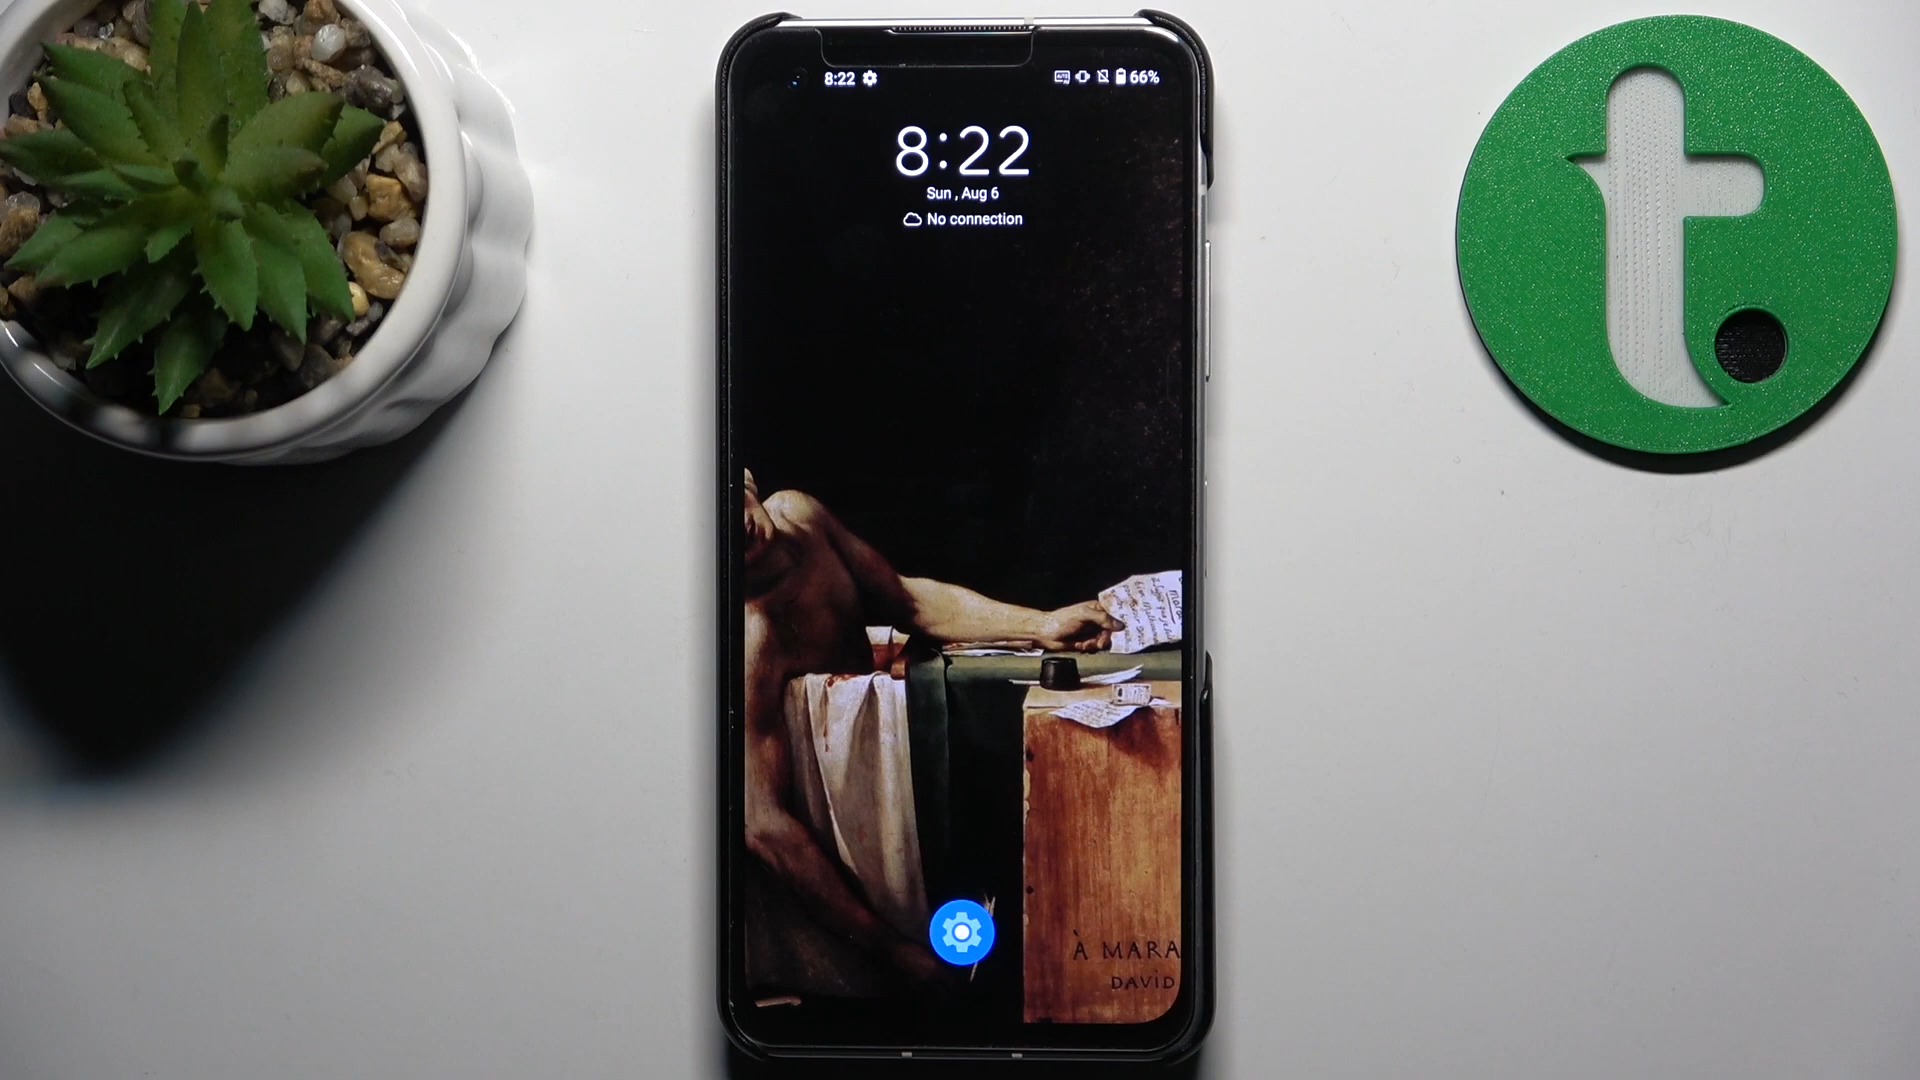 8:22
66%
8:22
Sun , Aug 6
No connection
À MARA
DAVID
t.